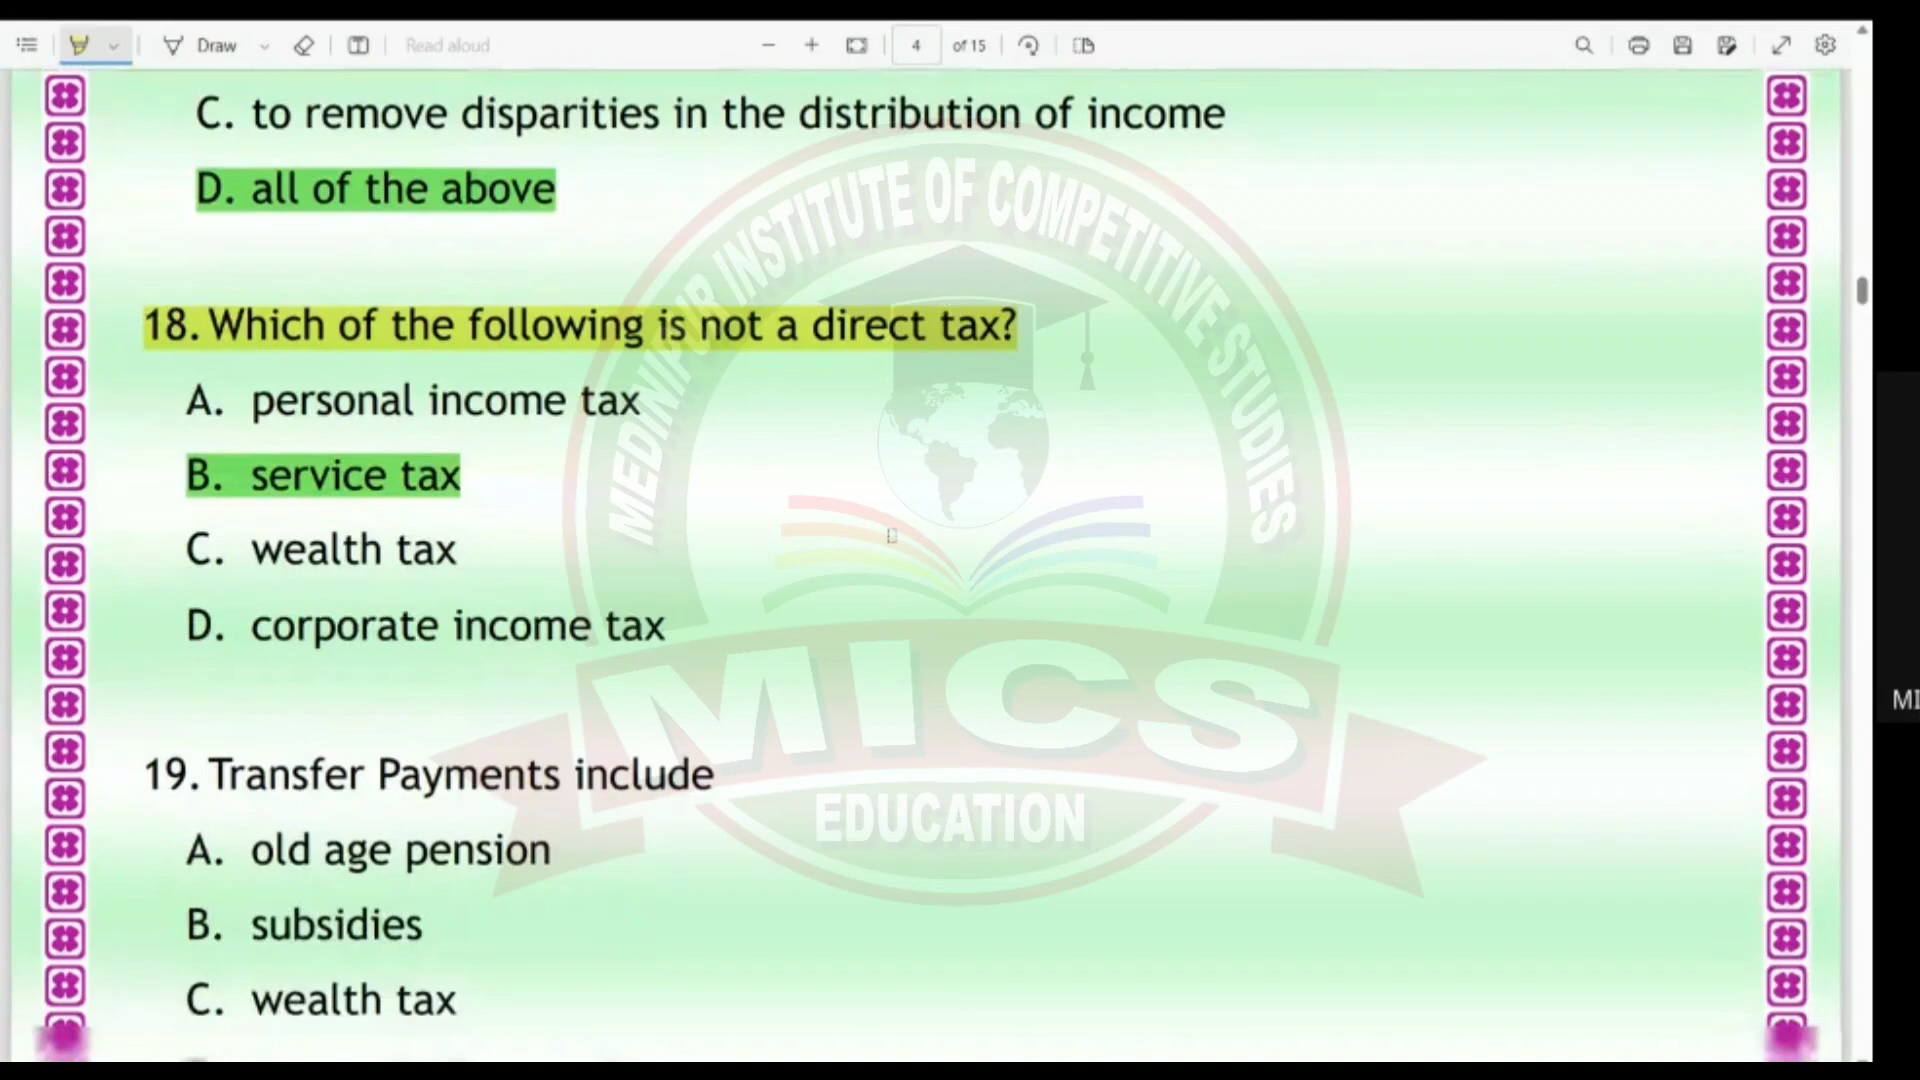 Draw
Read aloud
4 of 15
C. to remove disparities in the distribution of income
D. all of the above
18. Which of the following is not a direct tax?
A. personal income tax
B. service tax
C. wealth tax
D. corporate income tax
19. Transfer Payments include
A. old age pension
B. subsidies
C. wealth tax
MEDINIPUR INSTITUTE OF COMPETITIVE STUDIES
MICS
EDUCATION
MI